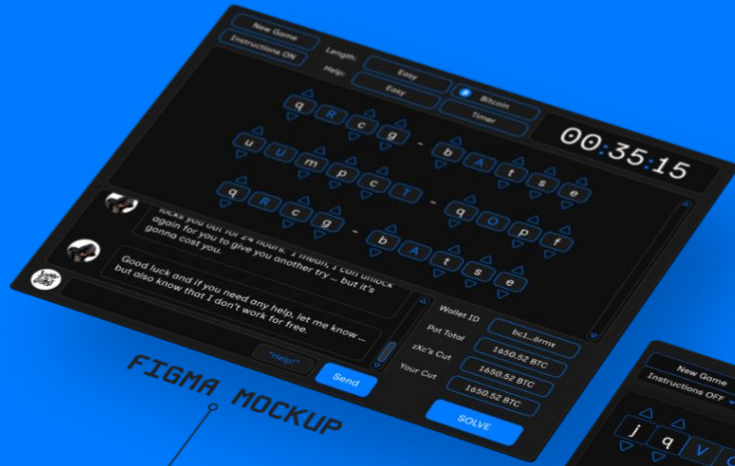 New Game
Instructions ON
Length:
Easy
Bitcoin
Help:
Easy
Timer
00:35:15
q R c g - b A t s e
u U m p c T - q O p f
q R c g - b A t s e
locks you out for 24 hours. I mean, I can unlock
again for you to give you another try ... but it's
gonna cost you.
Good luck and if you need any help, let me know ...
but also know that I don't work for free.
"Help!"
Send
Wallet ID
bc1...6rmx
Pot Total
1650.52 BTC
zXc's Cut
1650.52 BTC
Your Cut
1650.52 BTC
SOLVE
FIGMA MOCKUP
New Game
Instructions OFF
j q V